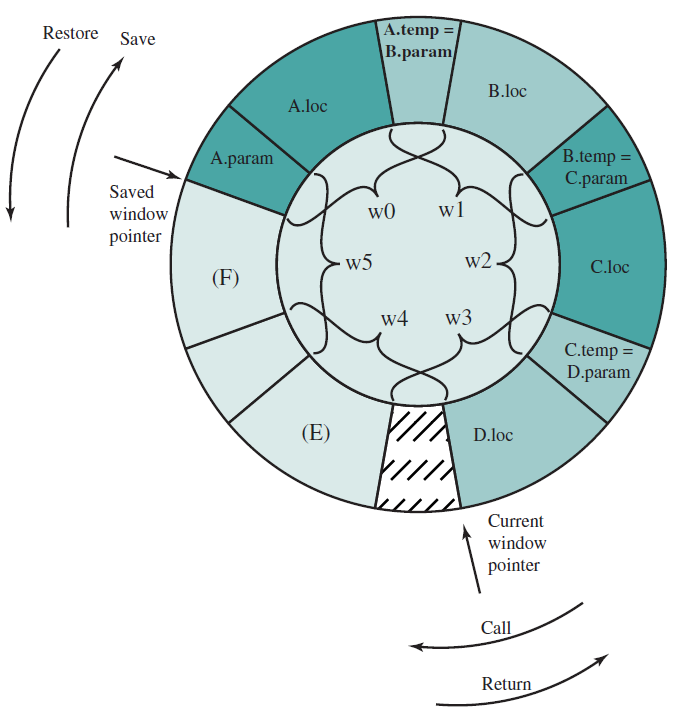 Restore
Save
A.temp =
B.param
B.loc
A.loc
A.param
B.temp =
C.param
Saved
window
pointer
w0
w1
w5
w2
C.loc
(F)
w4
w3
C.temp =
D.param
(E)
D.loc
Current
window
pointer
Call
Return